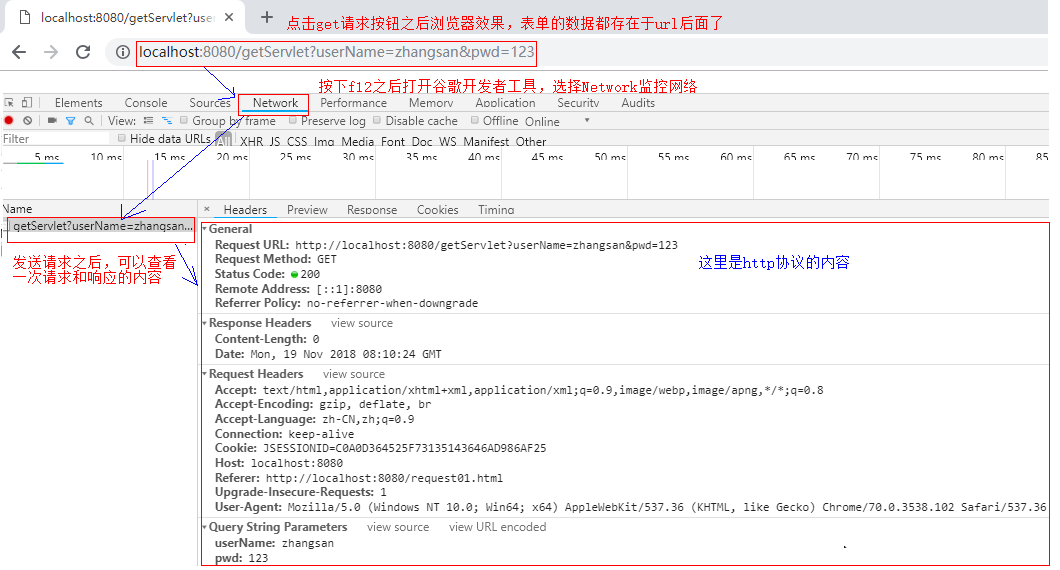 localhost:8080/getServlet?user
点击get请求按钮之后浏览器效果，表单的数据都存在于url后面了
localhost:8080/getServlet?userName=zhangsan&pwd=123
按下f12之后打开谷歌开发者工具，选择Network监控网络
Elements Console Sources Network Performance Memory Application Security Audits
View: Group by frame Preserve log Disable cache Offline Online
Filter Hide data URLs All XHR JS CSS Img Media Font Doc WS Manifest Other
5 ms 10 ms 15 ms 20 ms 25 ms 30 ms 35 ms 40 ms 45 ms 50 ms 55 ms 60 ms 65 ms 70 ms 75 ms 80 ms 85
Name
getServlet?userName=zhangsan...
发送请求之后，可以查看
一次请求和响应的内容
× Headers Preview Response Cookies Timing
General
Request URL: http://localhost:8080/getServlet?userName=zhangsan&pwd=123
Request Method: GET
这里是http协议的内容
Status Code: 200
Remote Address: [::1]:8080
Referrer Policy: no-referrer-when-downgrade
Response Headers view source
Content-Length: 0
Date: Mon, 19 Nov 2018 08:10:24 GMT
Request Headers view source
Accept: text/html,application/xhtml+xml,application/xml;q=0.9,image/webp,image/apng,*/*;q=0.8
Accept-Encoding: gzip, deflate, br
Accept-Language: zh-CN,zh;q=0.9
Connection: keep-alive
Cookie: JSESSIONID=C0A0D364525F73135143646AD986AF25
Host: localhost:8080
Referer: http://localhost:8080/request01.html
Upgrade-Insecure-Requests: 1
User-Agent: Mozilla/5.0 (Windows NT 10.0; Win64; x64) AppleWebKit/537.36 (KHTML, like Gecko) Chrome/70.0.3538.102 Safari/537.36
Query String Parameters view source view URL encoded
userName: zhangsan
pwd: 123